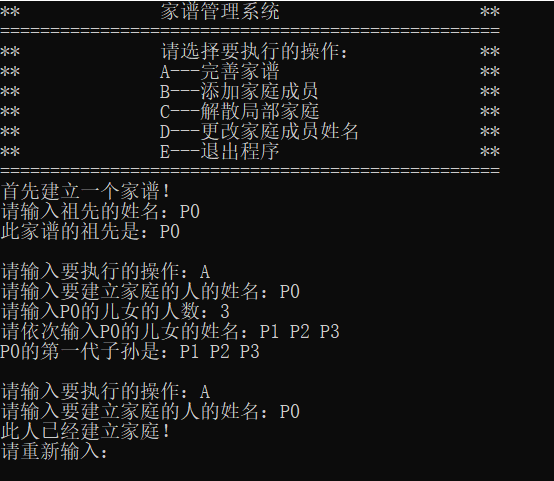 **              家谱管理系统                    **
==================================================
**              请选择要执行的操作：            **
**              A---完善家谱                    **
**              B---添加家庭成员                **
**              C---解散局部家庭                **
**              D---更改家庭成员姓名            **
**              E---退出程序                    **
==================================================
首先建立一个家谱！
请输入祖先的姓名：P0
此家谱的祖先是：P0

请输入要执行的操作：A
请输入要建立家庭的人的姓名：P0
请输入P0的儿女的人数：3
请依次输入P0的儿女的姓名：P1 P2 P3
P0的第一代子孙是：P1 P2 P3

请输入要执行的操作：A
请输入要建立家庭的人的姓名：P0
此人已经建立家庭！
请重新输入：